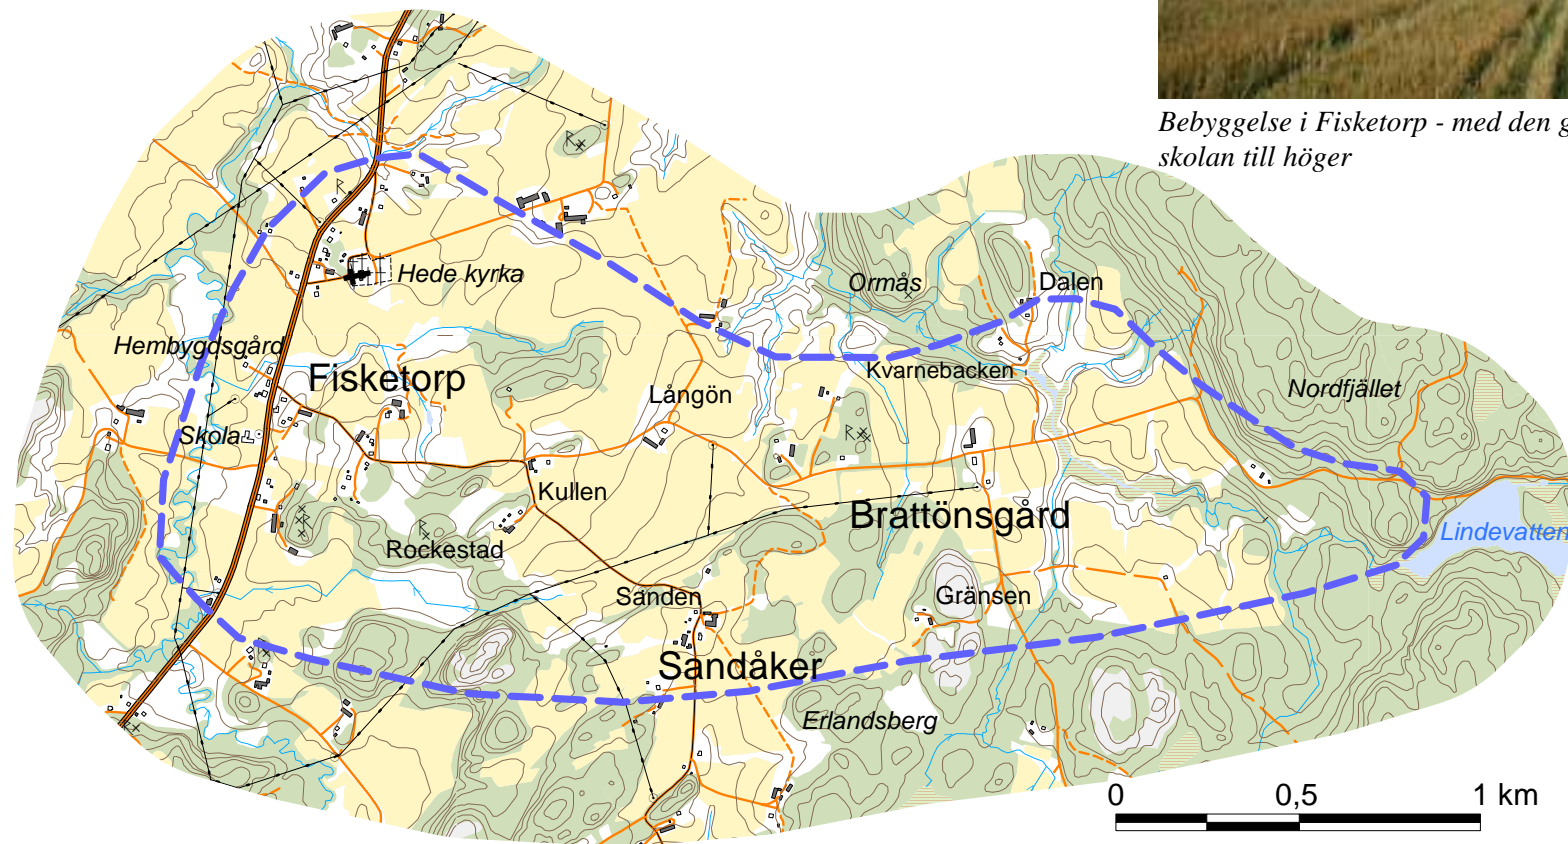 Bebyggelse i Fisketorp - med den g
skolan till höger
Hede kyrka
Ormås
Dalen
Hembygdsgård
Fisketorp
Kvarnebacken
Långön
Nordfjället
Skola
Kullen
Brattönsgård
Rockestad
Lindevatten
Sanden
Gränsen
Sandåker
Erlandsberg
0 0,5 1 km